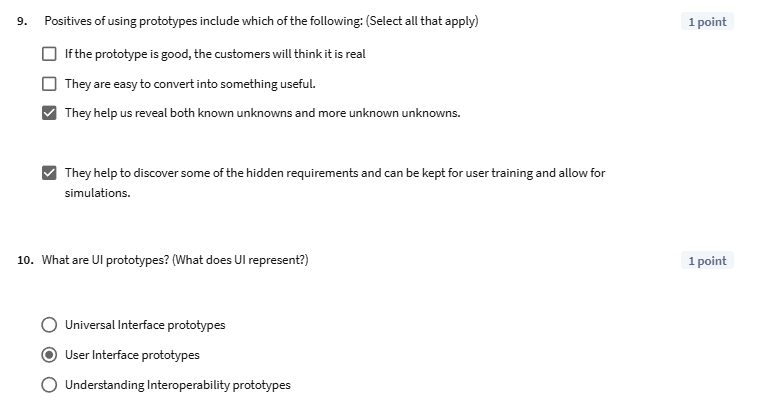 9. Positives of using prototypes include which of the following: (Select all that apply) 1 point
If the prototype is good, the customers will think it is real
They are easy to convert into something useful.
They help us reveal both known unknowns and more unknown unknowns.
They help to discover some of the hidden requirements and can be kept for user training and allow for
simulations.
10. What are UI prototypes? (What does UI represent?) 1 point
Universal Interface prototypes
User Interface prototypes
Understanding Interoperability prototypes